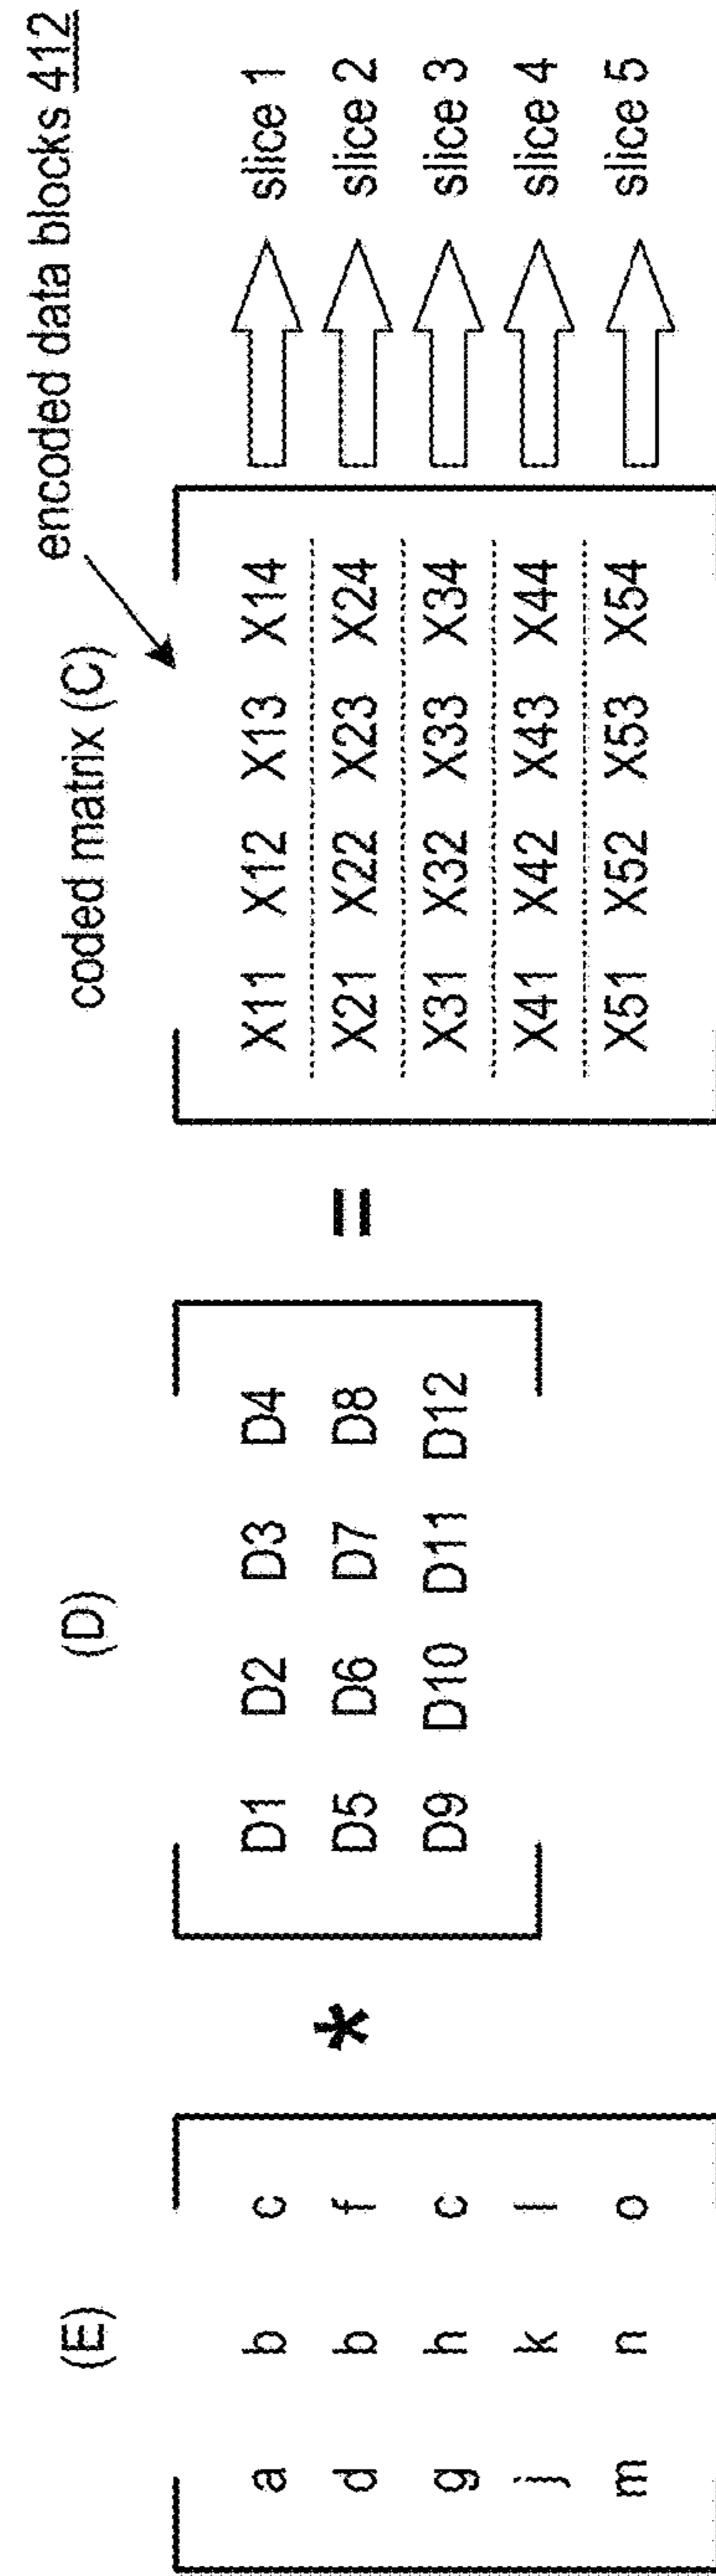 encoded data blocks 412
(E) (D) coded matrix (C)
a b c D1 D2 D3 D4 X11 X12 X13 X14 slice 1
d b f * D5 D6 D7 D8 = X21 X22 X23 X24 slice 2
g h c D9 D10 D11 D12 X31 X32 X33 X34 slice 3
j k l X41 X42 X43 X44 slice 4
m n o X51 X52 X53 X54 slice 5